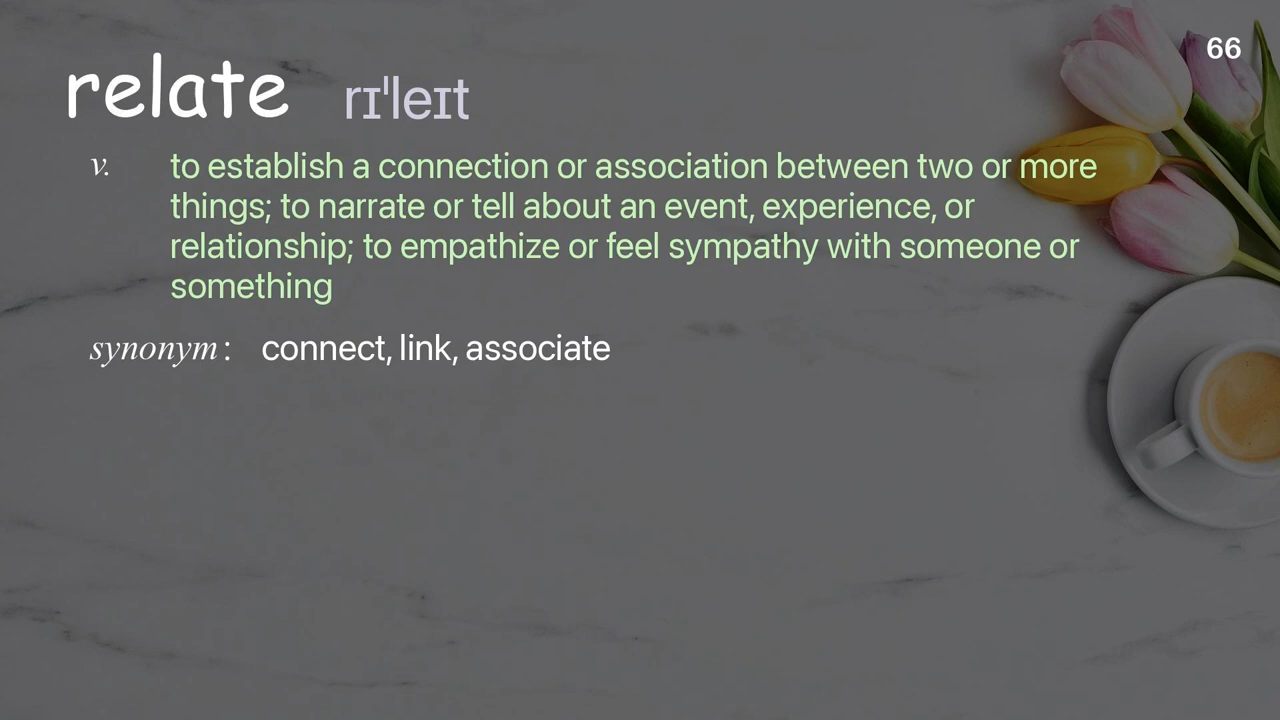 66
relate rɪˈleɪt
v. to establish a connection or association between two or more
things; to narrate or tell about an event, experience, or
relationship; to empathize or feel sympathy with someone or
something
synonym : connect, link, associate